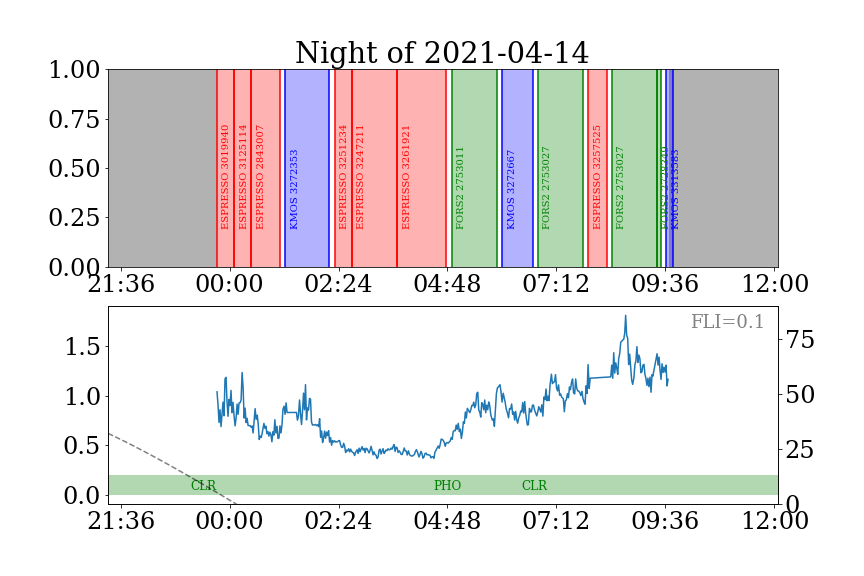 Night of 2021-04-14
1.00
0.75
0.50
0.25
0.00
ESPRESSO 3019940
ESPRESSO 3125114
ESPRESSO 2843007
KMOS 3272353
ESPRESSO 3251234
ESPRESSO 3247211
ESPRESSO 3261921
FORS2 2753011
KMOS 3272667
FORS2 2753027
ESPRESSO 3257525
FORS2 2753027
FORS2
KMOS 3313583
21:36 00:00 02:24 04:48 07:12 09:36 12:00
FLI=0.1
1.5
1.0
0.5
0.0
75
50
25
0
CLR PHO CLR
21:36 00:00 02:24 04:48 07:12 09:36 12:00